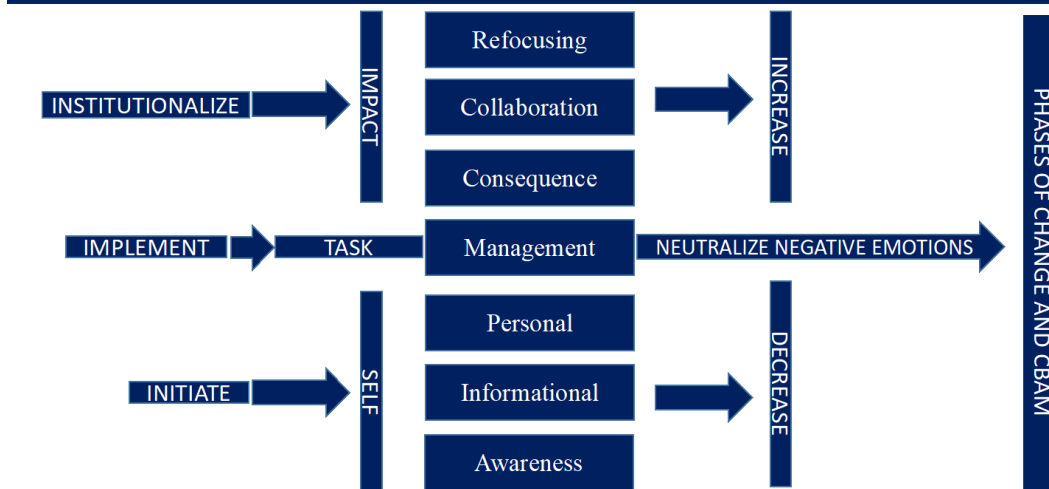 Refocusing
INSTITUTIONALIZE
IMPACT
Collaboration
INCREASE
Consequence
IMPLEMENT
TASK
Management
NEUTRALIZE NEGATIVE EMOTIONS
Personal
INITIATE
SELF
Informational
DECREASE
Awareness
PHASES OF CHANGE AND CBAM